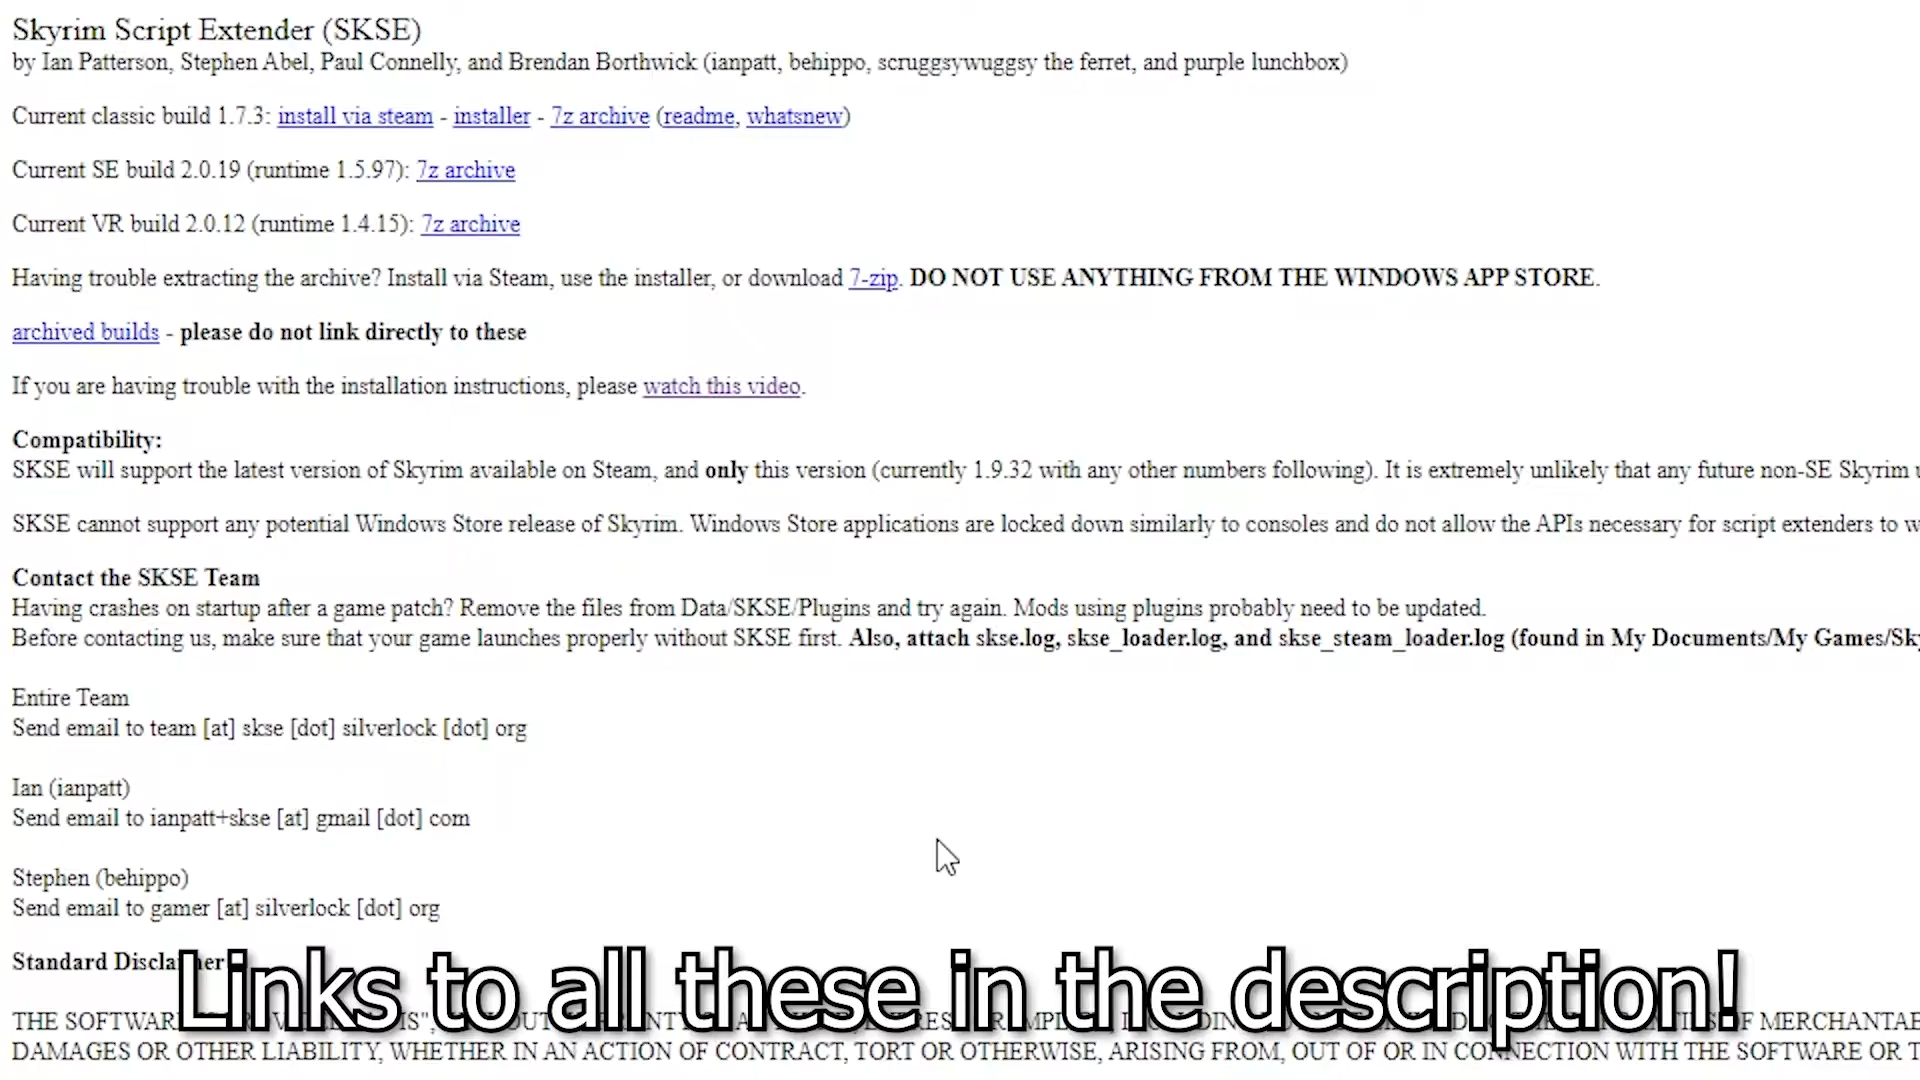 Skyrim Script Extender (SKSE)
by Ian Patterson, Stephen Abel, Paul Connelly, and Brendan Borthwick (ianpatt, behippo, scruggsywuggsy the ferret, and purple lunchbox)
Current classic build 1.7.3: install via steam - installer - 7z archive (readme, whatsnew)
Current SE build 2.0.19 (runtime 1.5.97): 7z archive
Current VR build 2.0.12 (runtime 1.4.15): 7z archive
Having trouble extracting the archive? Install via Steam, use the installer, or download 7-zip. DO NOT USE ANYTHING FROM THE WINDOWS APP STORE.
archived builds - please do not link directly to these
If you are having trouble with the installation instructions, please watch this video.
Compatibility:
SKSE will support the latest version of Skyrim available on Steam, and only this version (currently 1.9.32 with any other numbers following). It is extremely unlikely that any future non-SE Skyrim
SKSE cannot support any potential Windows Store release of Skyrim. Windows Store applications are locked down similarly to consoles and do not allow the APIs necessary for script extenders to
Contact the SKSE Team
Having crashes on startup after a game patch? Remove the files from Data/SKSE/Plugins and try again. Mods using plugins probably need to be updated.
Before contacting us, make sure that your game launches properly without SKSE first. Also, attach skse.log, skse_loader.log, and skse_steam_loader.log (found in My Documents/My Games/Sk
Entire Team
Send email to team [at] skse [dot] silverlock [dot] org
Ian (ianpatt)
Send email to ianpatt+skse [at] gmail [dot] com
Stephen (behippo)
Send email to gamer [at] silverlock [dot] org
Standard
Links to all these in the description!
THE
DAMAGES OR OTHER LIABILITY, WHETHER IN AN ACTION OF CONTRACT, TORT OR OTHERWISE, ARISING FROM, OUT OF OR IN CONNECTION WITH THE SOFTWARE OR